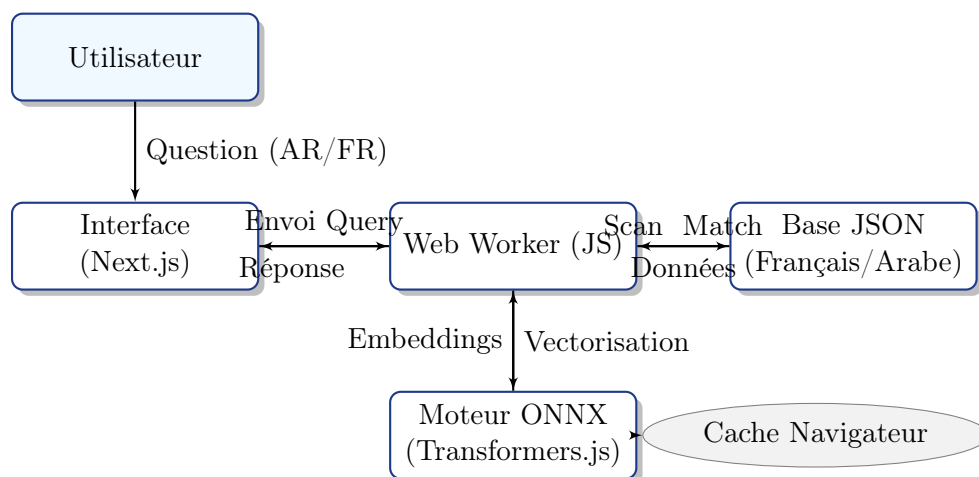 Utilisateur
Question (AR/FR)
Interface
(Next.js)
Envoi Query
Réponse
Web Worker (JS)
Scan Match
Données
Base JSON
(Français/Arabe)
Embeddings
Vectorisation
Moteur ONNX
(Transformers.js)
Cache Navigateur